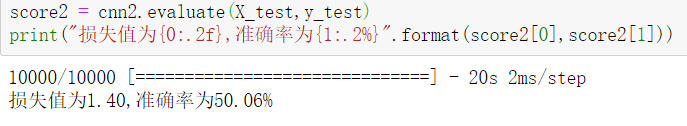 score2 = cnn2.evaluate(X_test,y_test)
print("损失值为{0:.2f},准确率为{1:.2%}".format(score2[0],score2[1]))
10000/10000 [==============================] - 20s 2ms/step
损失值为1.40,准确率为50.06%